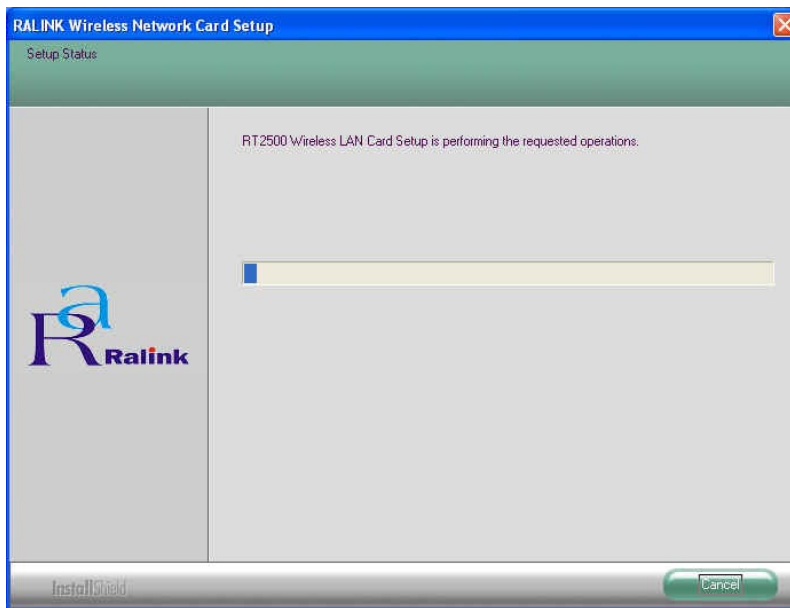 RALINK Wireless Network Card Setup
Setup Status
RT2500 Wireless LAN Card Setup is performing the requested operations.
Ra Ralink
InstallShield
Cancel